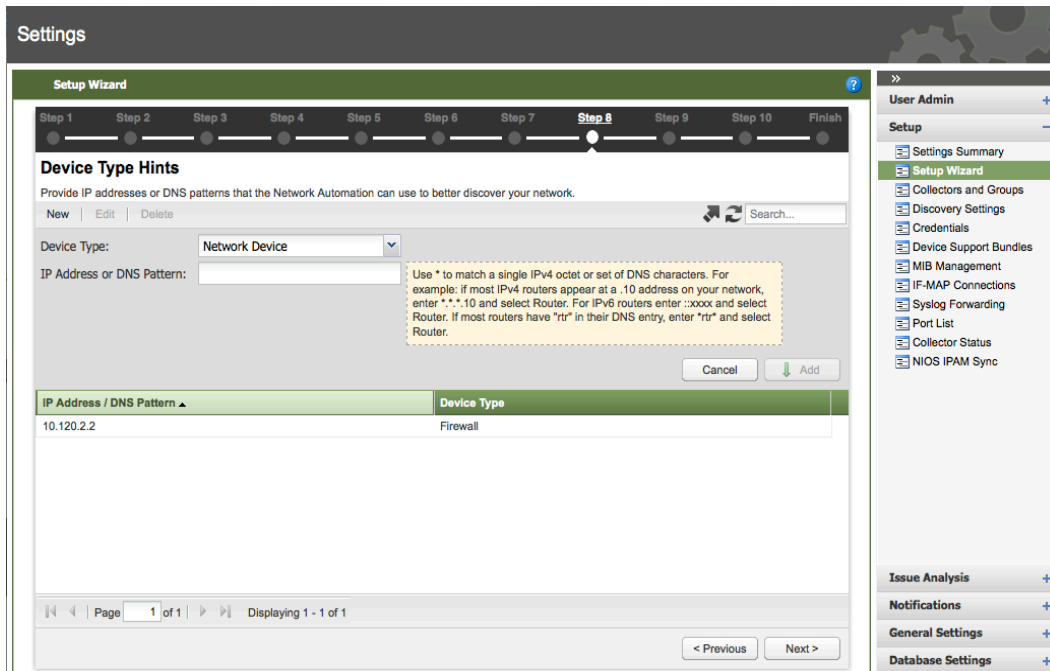 Settings
Setup Wizard
?
Step 1 Step 2 Step 3 Step 4 Step 5 Step 6 Step 7 Step 8 Step 9 Step 10 Finish
Device Type Hints
Provide IP addresses or DNS patterns that the Network Automation can use to better discover your network.
New Edit Delete Search...
Device Type: Network Device
IP Address or DNS Pattern:
Use * to match a single IPv4 octet or set of DNS characters. For
example: if most IPv4 routers appear at a .10 address on your network,
enter *.*.*.10 and select Router. For IPv6 routers enter ::xxxx and select
Router. If most routers have "rtr" in their DNS entry, enter *rtr* and select
Router.
Cancel Add
IP Address / DNS Pattern Device Type
10.120.2.2 Firewall
Page 1 of 1 Displaying 1 - 1 of 1
< Previous Next >
»
User Admin +
Setup -
Settings Summary
Setup Wizard
Collectors and Groups
Discovery Settings
Credentials
Device Support Bundles
MIB Management
IF-MAP Connections
Syslog Forwarding
Port List
Collector Status
NIOS IPAM Sync
Issue Analysis +
Notifications +
General Settings +
Database Settings +